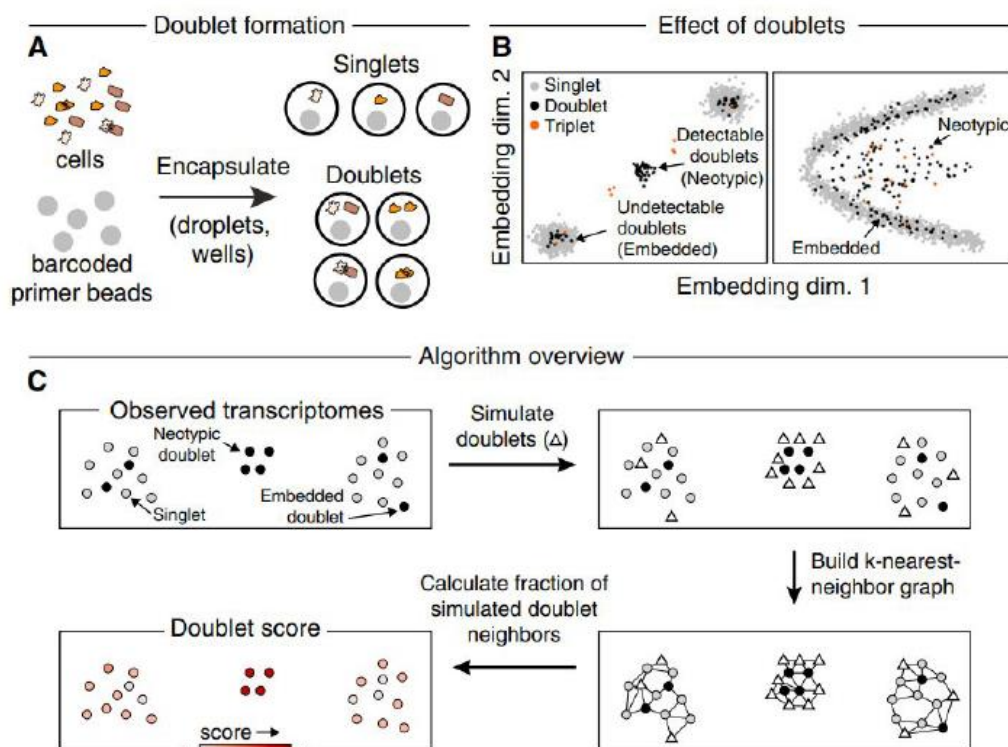 Doublet formation
A
Singlets
cells
Encapsulate
(droplets,
wells)
Doublets
barcoded
primer beads
Effect of doublets
B
Embedding dim. 2
Singlet
Doublet
Triplet
Detectable
doublets
(Neotypic)
Undetectable
doublets
(Embedded)
Neotypic
Embedded
Embedding dim. 1
Algorithm overview
C
Observed transcriptomes
Neotypic
doublet
Embedded
doublet
Singlet
Simulate
doublets (△)
Build k-nearest-
neighbor graph
Calculate fraction of
simulated doublet
neighbors
Doublet score
score